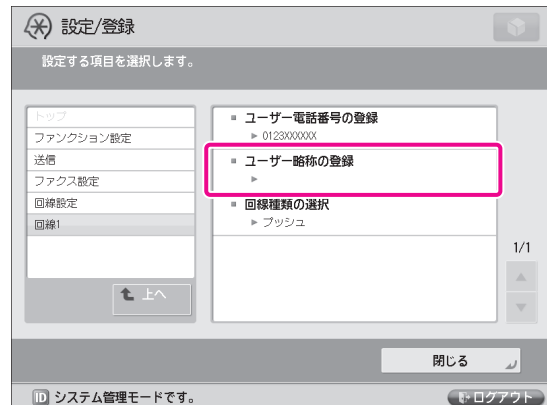 設定/登録
設定する項目を選択します。
トップ
ファンクション設定
送信
ファクス設定
回線設定
回線1
上へ
ユーザー電話番号の登録
0123XXXXXX
ユーザー略称の登録
回線種類の選択
プッシュ
1/1
閉じる
ID システム管理モードです。
ログアウト